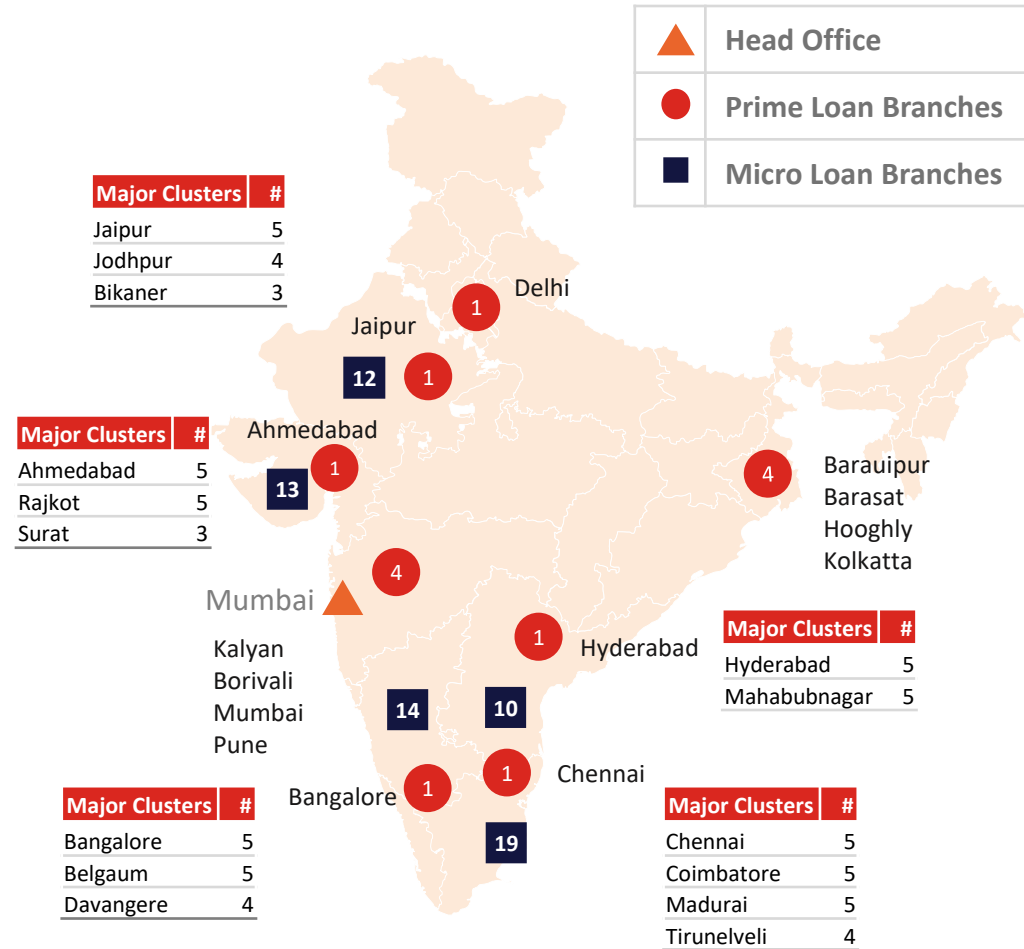 Head Office
Prime Loan Branches
Micro Loan Branches
Major Clusters #
Jaipur 5
Jodhpur 4
Bikaner 3
Delhi
1
Jaipur
12
1
Major Clusters #
Ahmedabad 5
Rajkot 5
Surat 3
Ahmedabad
1
13
4
Barauipur
Barasat
Hooghly
Kolkatta
4
Mumbai
Kalyan
Borivali
Mumbai
Pune
1
Hyderabad
Major Clusters #
Hyderabad 5
Mahabubnagar 5
14
10
Bangalore
1
1
Chennai
19
Major Clusters #
Bangalore 5
Belgaum 5
Davangere 4
Major Clusters #
Chennai 5
Coimbatore 5
Madurai 5
Tirunelveli 4